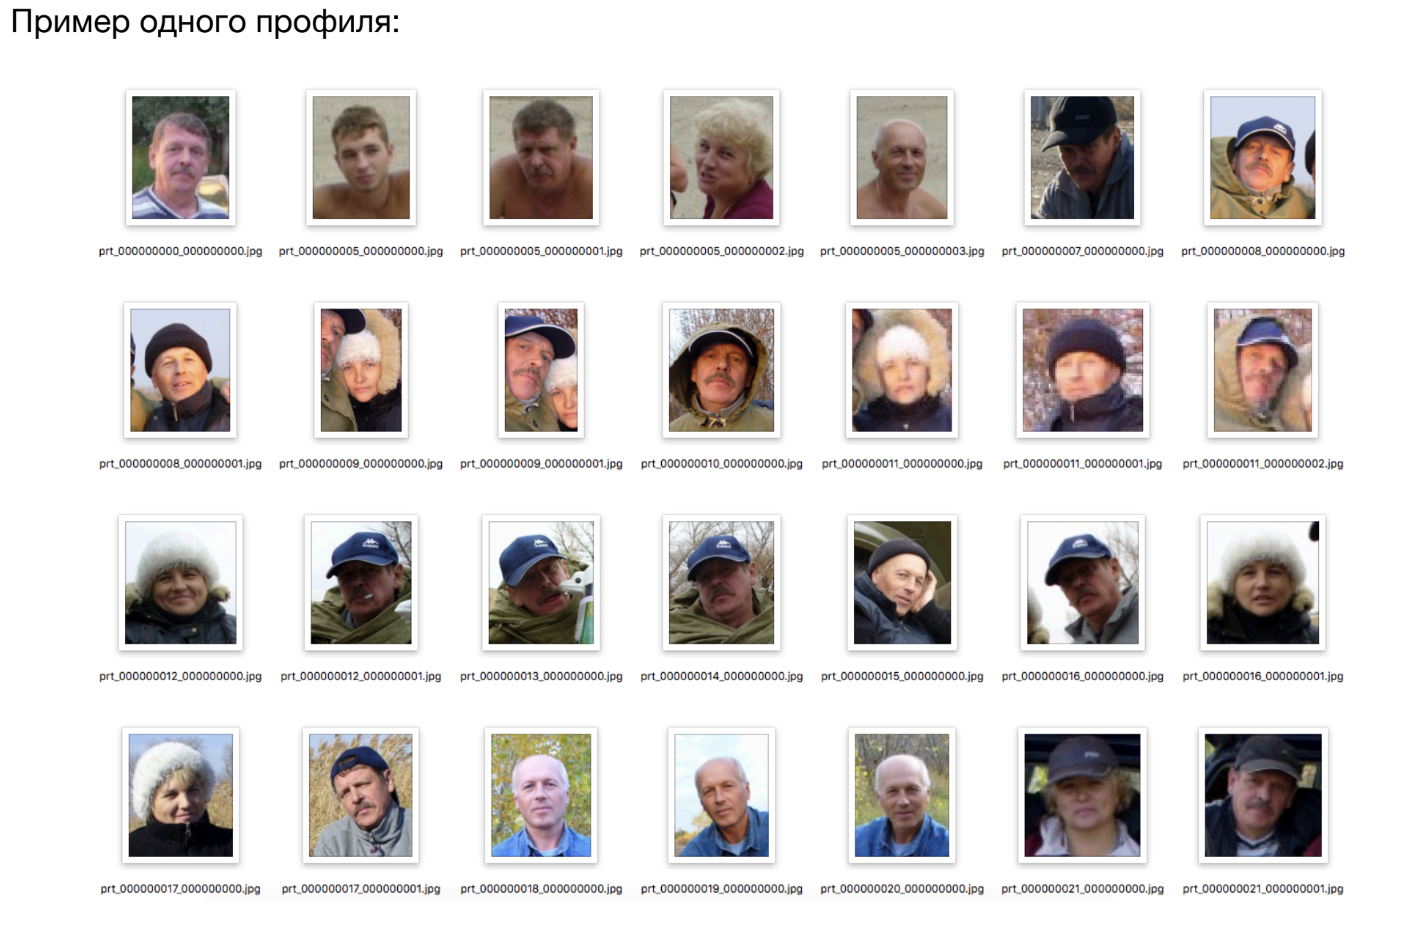 Пример одного профиля:
prt_000000000_000000000.jpg
prt_000000005_000000000.jpg
prt_000000005_000000001.jpg
prt_000000005_000000002.jpg
prt_000000005_000000003.jpg
prt_000000007_000000000.jpg
prt_000000008_000000000.jpg
prt_000000008_000000001.jpg
prt_000000009_000000000.jpg
prt_000000009_000000001.jpg
prt_000000010_000000000.jpg
prt_000000011_000000000.jpg
prt_000000011_000000001.jpg
prt_000000011_000000002.jpg
prt_000000012_000000000.jpg
prt_000000012_000000001.jpg
prt_000000013_000000000.jpg
prt_000000014_000000000.jpg
prt_000000015_000000000.jpg
prt_000000016_000000000.jpg
prt_000000016_000000001.jpg
prt_000000017_000000000.jpg
prt_000000017_000000001.jpg
prt_000000018_000000000.jpg
prt_000000019_000000000.jpg
prt_000000020_000000000.jpg
prt_000000021_000000000.jpg
prt_000000021_000000001.jpg